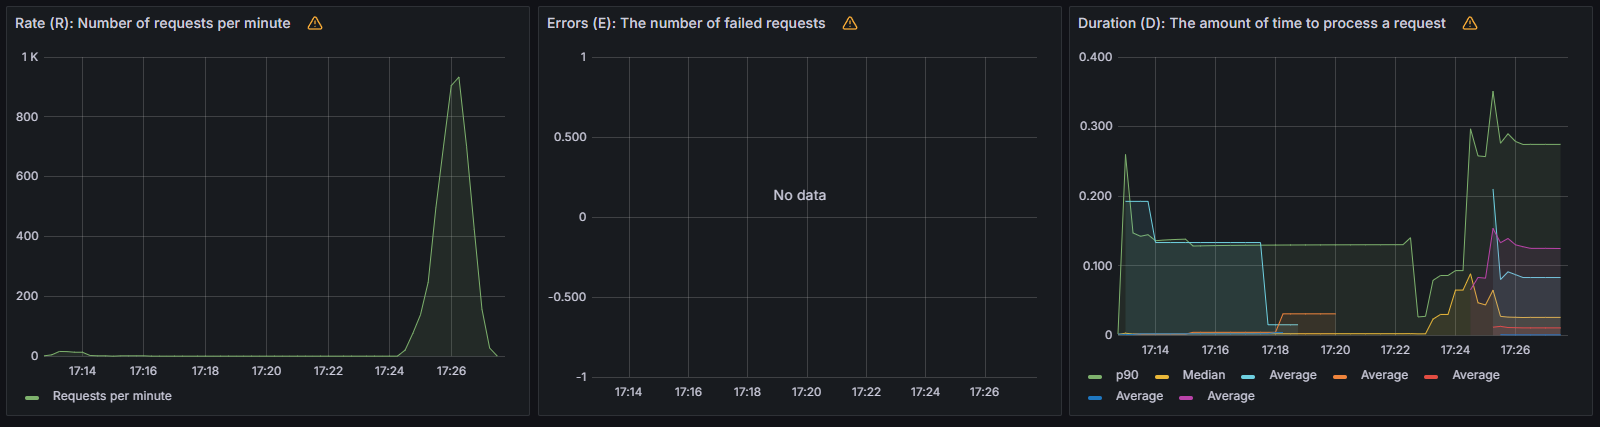 Rate (R): Number of requests per minute
1 K
800
600
400
200
0
17:14 17:16 17:18 17:20 17:22 17:24 17:26
Requests per minute
Errors (E): The number of failed requests
1
0.500
No data
0
-0.500
-1
17:14 17:16 17:18 17:20 17:22 17:24 17:26
Duration (D): The amount of time to process a request
0.400
0.300
0.200
0.100
0
17:14 17:16 17:18 17:20 17:22 17:24 17:26
p90 Median Average Average Average
Average Average